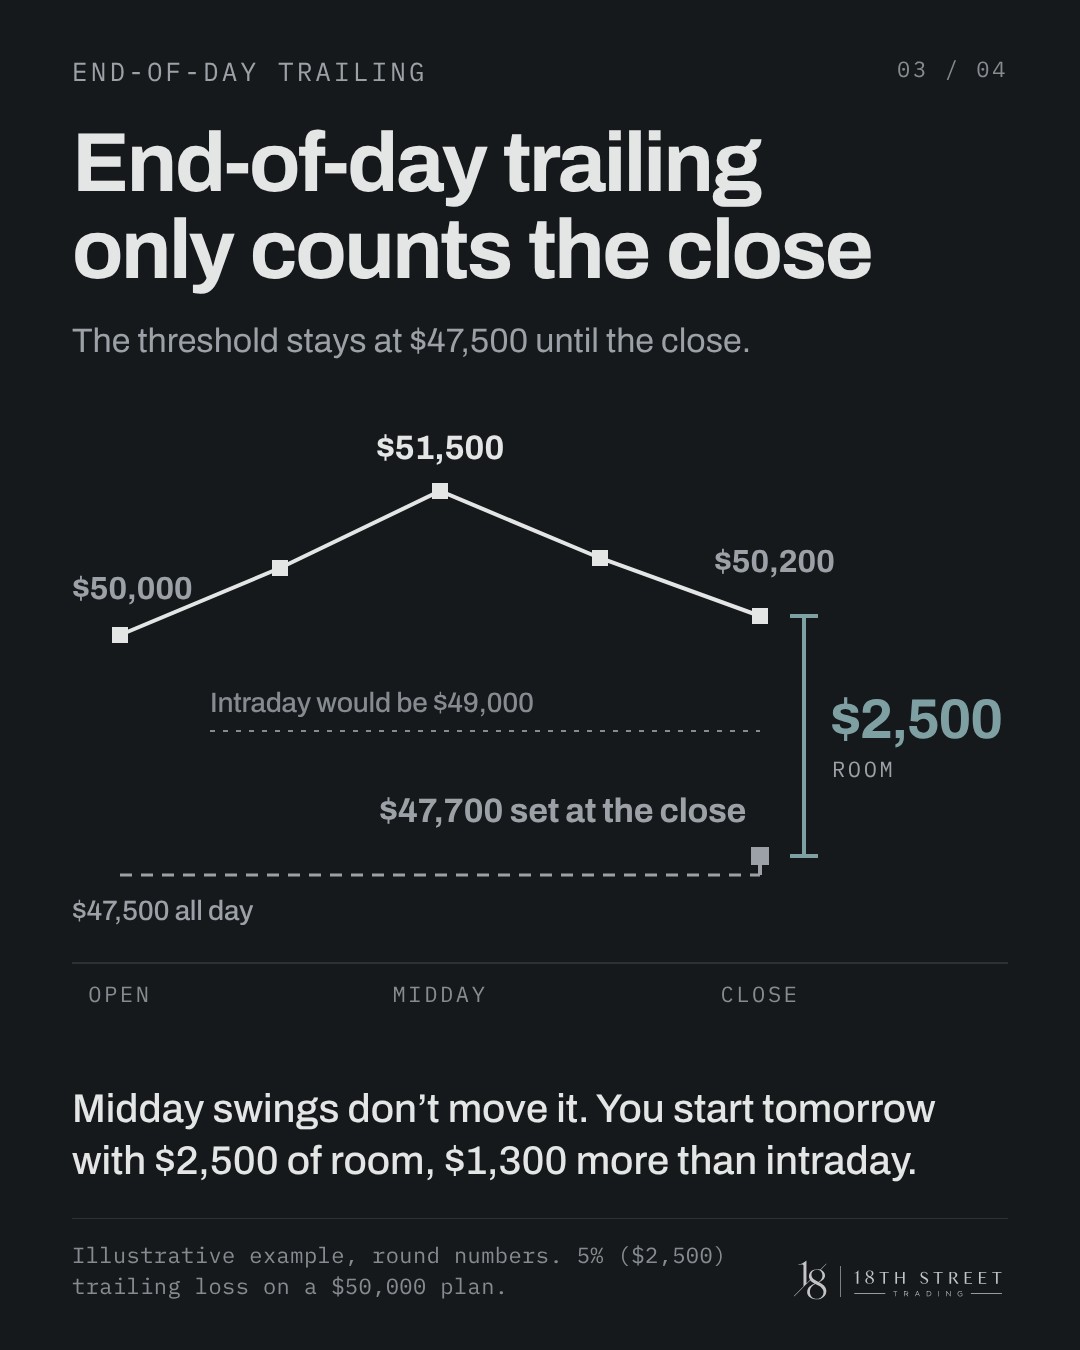 END-OF-DAY TRAILING
03 / 04
End-of-day trailing
only counts the close
The threshold stays at $47,500 until the close.
$51,500
$50,000
$50,200
Intraday would be $49,000
$2,500
ROOM
$47,700 set at the close
$47,500 all day
OPEN
MIDDAY
CLOSE
Midday swings don’t move it. You start tomorrow
with $2,500 of room, $1,300 more than intraday.
Illustrative example, round numbers. 5% ($2,500)
trailing loss on a $50,000 plan.
18
18TH STREET
TRADING